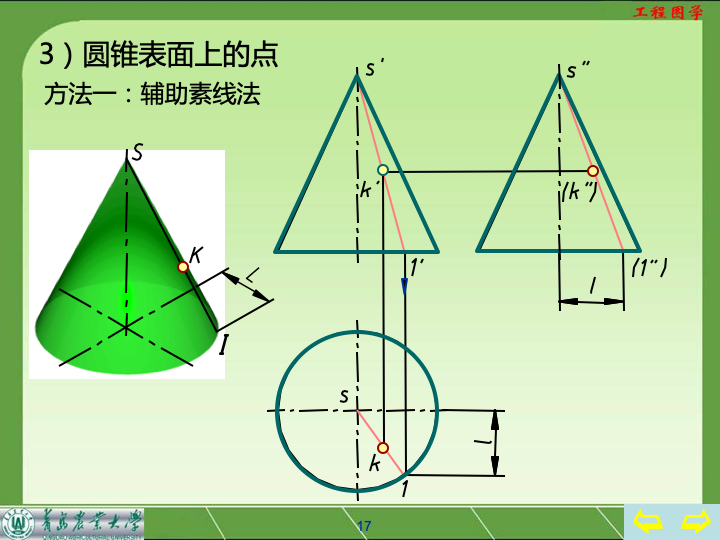 工程图学
3）圆锥表面上的点
方法一：辅助素线法
s′
s″
S
k′
(k″)
K
L
1′
(1″)
l
I
s
l
k
1
青岛农业大学
17